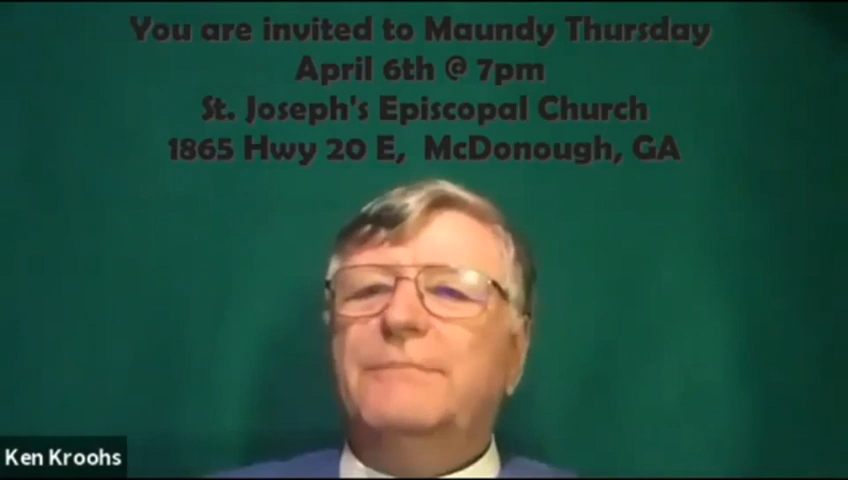 You are invited to Maundy Thursday
April 6th @ 7pm
St. Joseph's Episcopal Church
1865 Hwy 20 E, McDonough, GA
Ken Kroohs